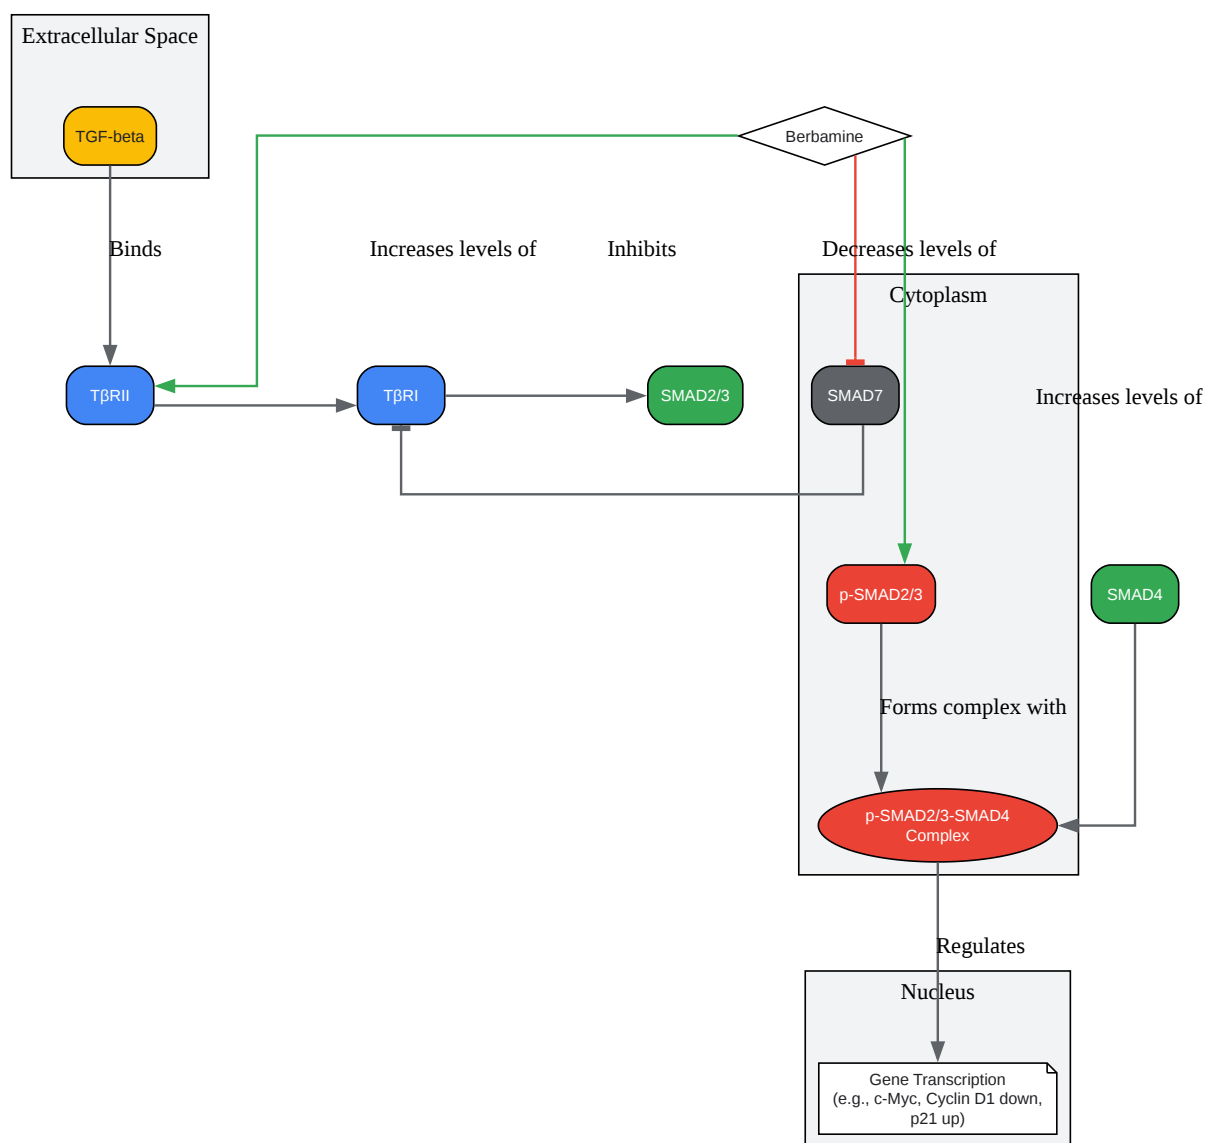 Extracellular Space
TGF-beta
Berbamine
Binds
Increases levels of
Inhibits
Decreases levels of
Cytoplasm
TβRII
TβRI
SMAD2/3
SMAD7
Increases levels of
p-SMAD2/3
SMAD4
Forms complex with
p-SMAD2/3-SMAD4
Complex
Regulates
Nucleus
Gene Transcription
(e.g., c-Myc, Cyclin D1 down,
p21 up)